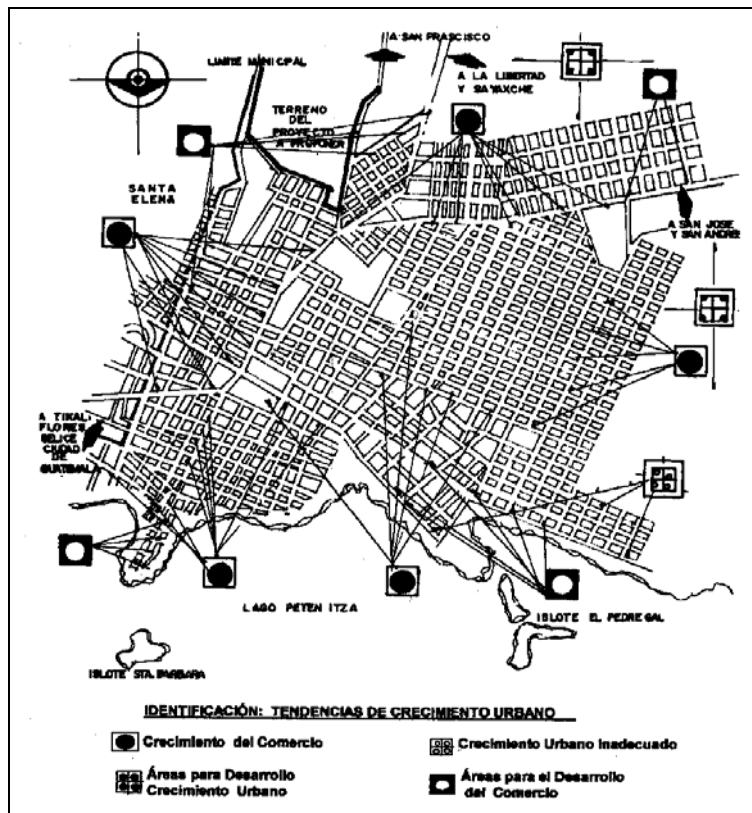 A SAN FRASCISCO
LIMITE MUNICPAL
A LA LIBERTAD
Y SAYAXCHE
TERRENO
DEL
PROYECTO
A PROPONER
SANTA
ELENA
A SAN JOSE
Y SAN ANDRES
A TIKAL
FLORES
BELICE
CIUDAD
DE
GUATEMALA
LAGO PETEN ITZA
ISLOTE EL PEDREGAL
ISLOTE STA. BARBARA
IDENTIFICACIÓN: TENDENCIAS DE CRECIMIENTO URBANO
Crecimiento del Comercio
Crecimiento Urbano Inadecuado
Áreas para Desarrollo
Crecimiento Urbano
Áreas para el Desarrollo
del Comercio